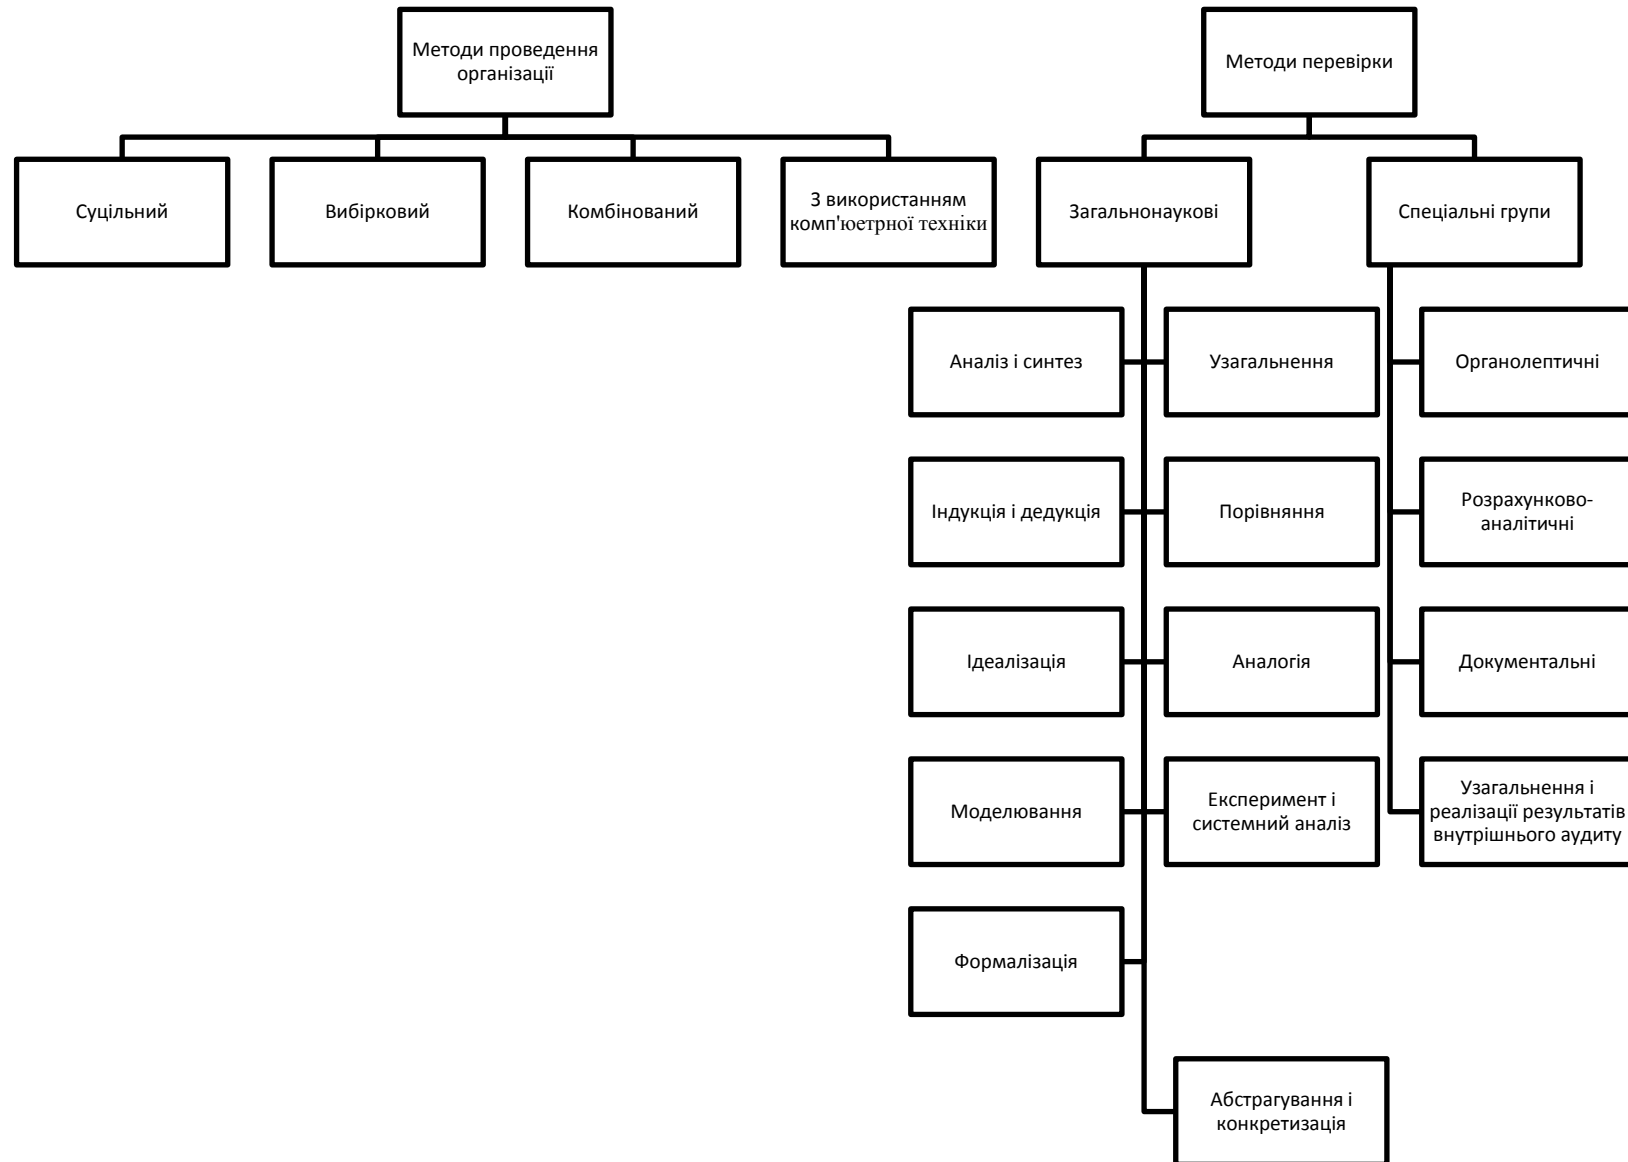 Методи проведення
організації
Методи перевірки
Суцільний
Вибірковий
Комбінований
З використанням
комп'юетрної техніки
Загальнонаукові
Спеціальні групи
Аналіз і синтез
Узагальнення
Органолептичні
Індукція і дедукція
Порівняння
Розрахунково-
аналітичні
Ідеалізація
Аналогія
Документальні
Моделювання
Експеримент і
системний аналіз
Узагальнення і
реалізації результатів
внутрішнього аудиту
Формалізація
Абстрагування і
конкретизація